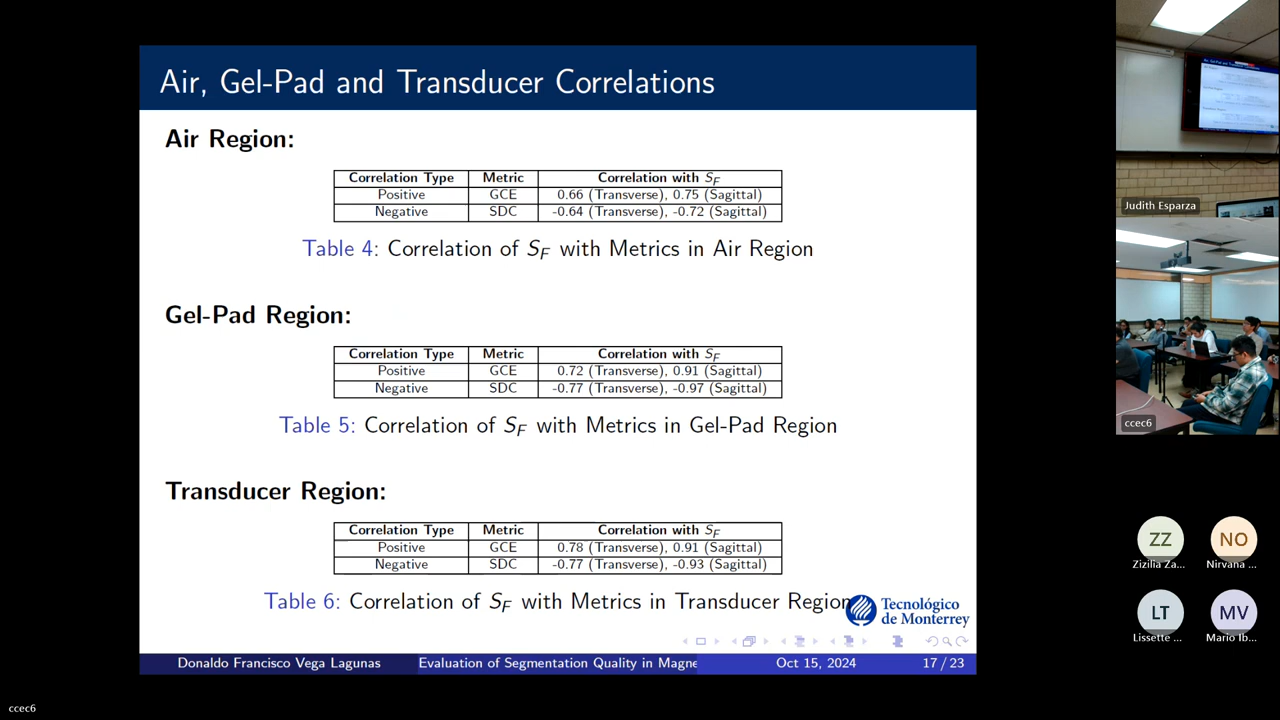 Air, Gel-Pad and Transducer Correlations
Air Region:
Correlation Type Metric Correlation with S_F
Positive GCE 0.66 (Transverse), 0.75 (Sagittal)
Negative SDC -0.64 (Transverse), -0.72 (Sagittal)
Table 4: Correlation of S_F with Metrics in Air Region
Gel-Pad Region:
Correlation Type Metric Correlation with S_F
Positive GCE 0.72 (Transverse), 0.91 (Sagittal)
Negative SDC -0.77 (Transverse), -0.97 (Sagittal)
Table 5: Correlation of S_F with Metrics in Gel-Pad Region
Transducer Region:
Correlation Type Metric Correlation with S_F
Positive GCE 0.78 (Transverse), 0.91 (Sagittal)
Negative SDC -0.77 (Transverse), -0.93 (Sagittal)
Table 6: Correlation of S_F with Metrics in Transducer Region
Tecnológico
de Monterrey
Donaldo Francisco Vega Lagunas Evaluation of Segmentation Quality in Magne Oct 15, 2024 17 / 23
Judith Esparza
ccec6
ZZ NO
Zizilia Za... Nirvana ...
LT MV
Lissette ... Mario Ib...
ccec6